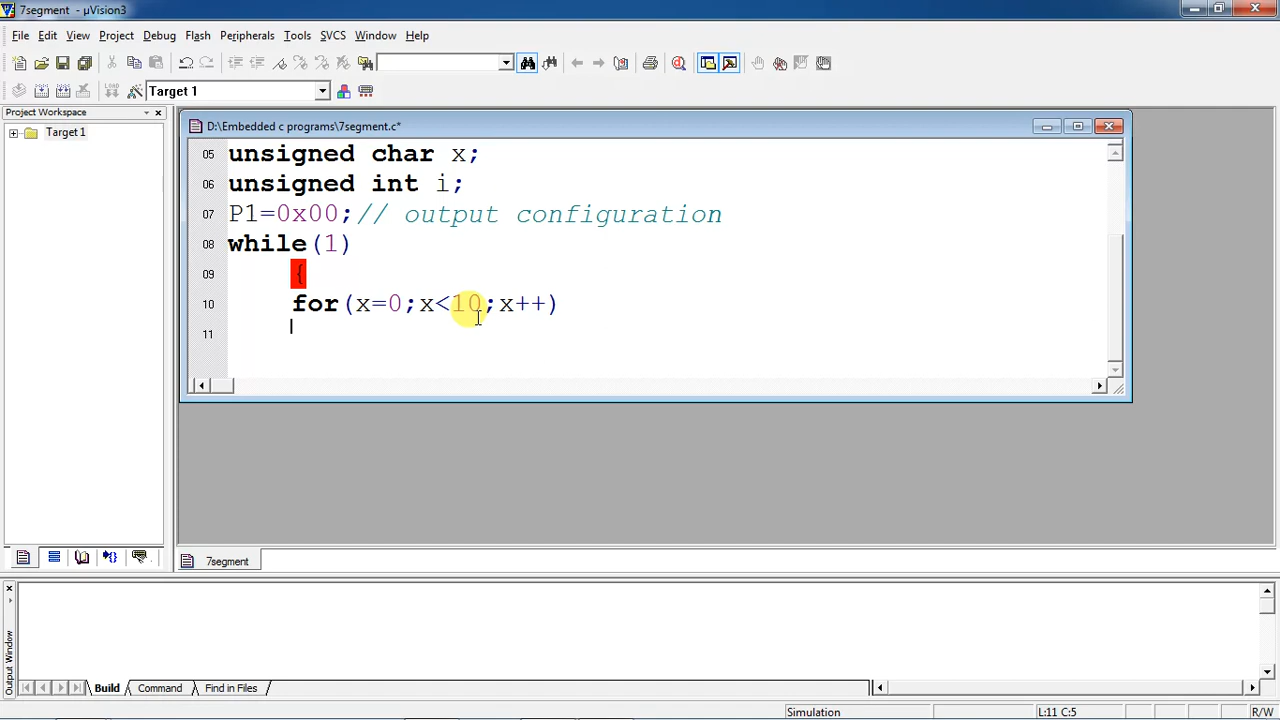 7segment - µVision3
File Edit View Project Debug Flash Peripherals Tools SVCS Window Help
LOAD Target 1
Project Workspace
Target 1
D:\Embedded c programs\7segment.c*
05 unsigned char x;
06 unsigned int i;
07 P1=0x00;// output configuration
08 while(1)
09 {
10 for(x=0;x<10;x++)
11
7segment
Output Window
Build Command Find in Files
Simulation L:11 C:5 R/W